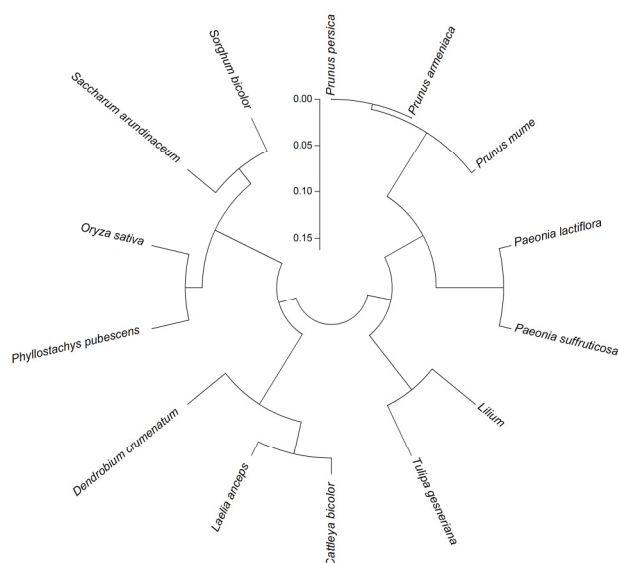 Prunus persica
Prunus armeniaca
Prunus mume
Paeonia lactiflora
Paeonia suffruticosa
Lilium
Tulipa gesneriana
Cattleya bicolor
Laelia anceps
Dendrobium crumenatum
Phyllostachys pubescens
Oryza sativa
Saccharum arundinaceum
Sorghum bicolor
0.00
0.05
0.10
0.15